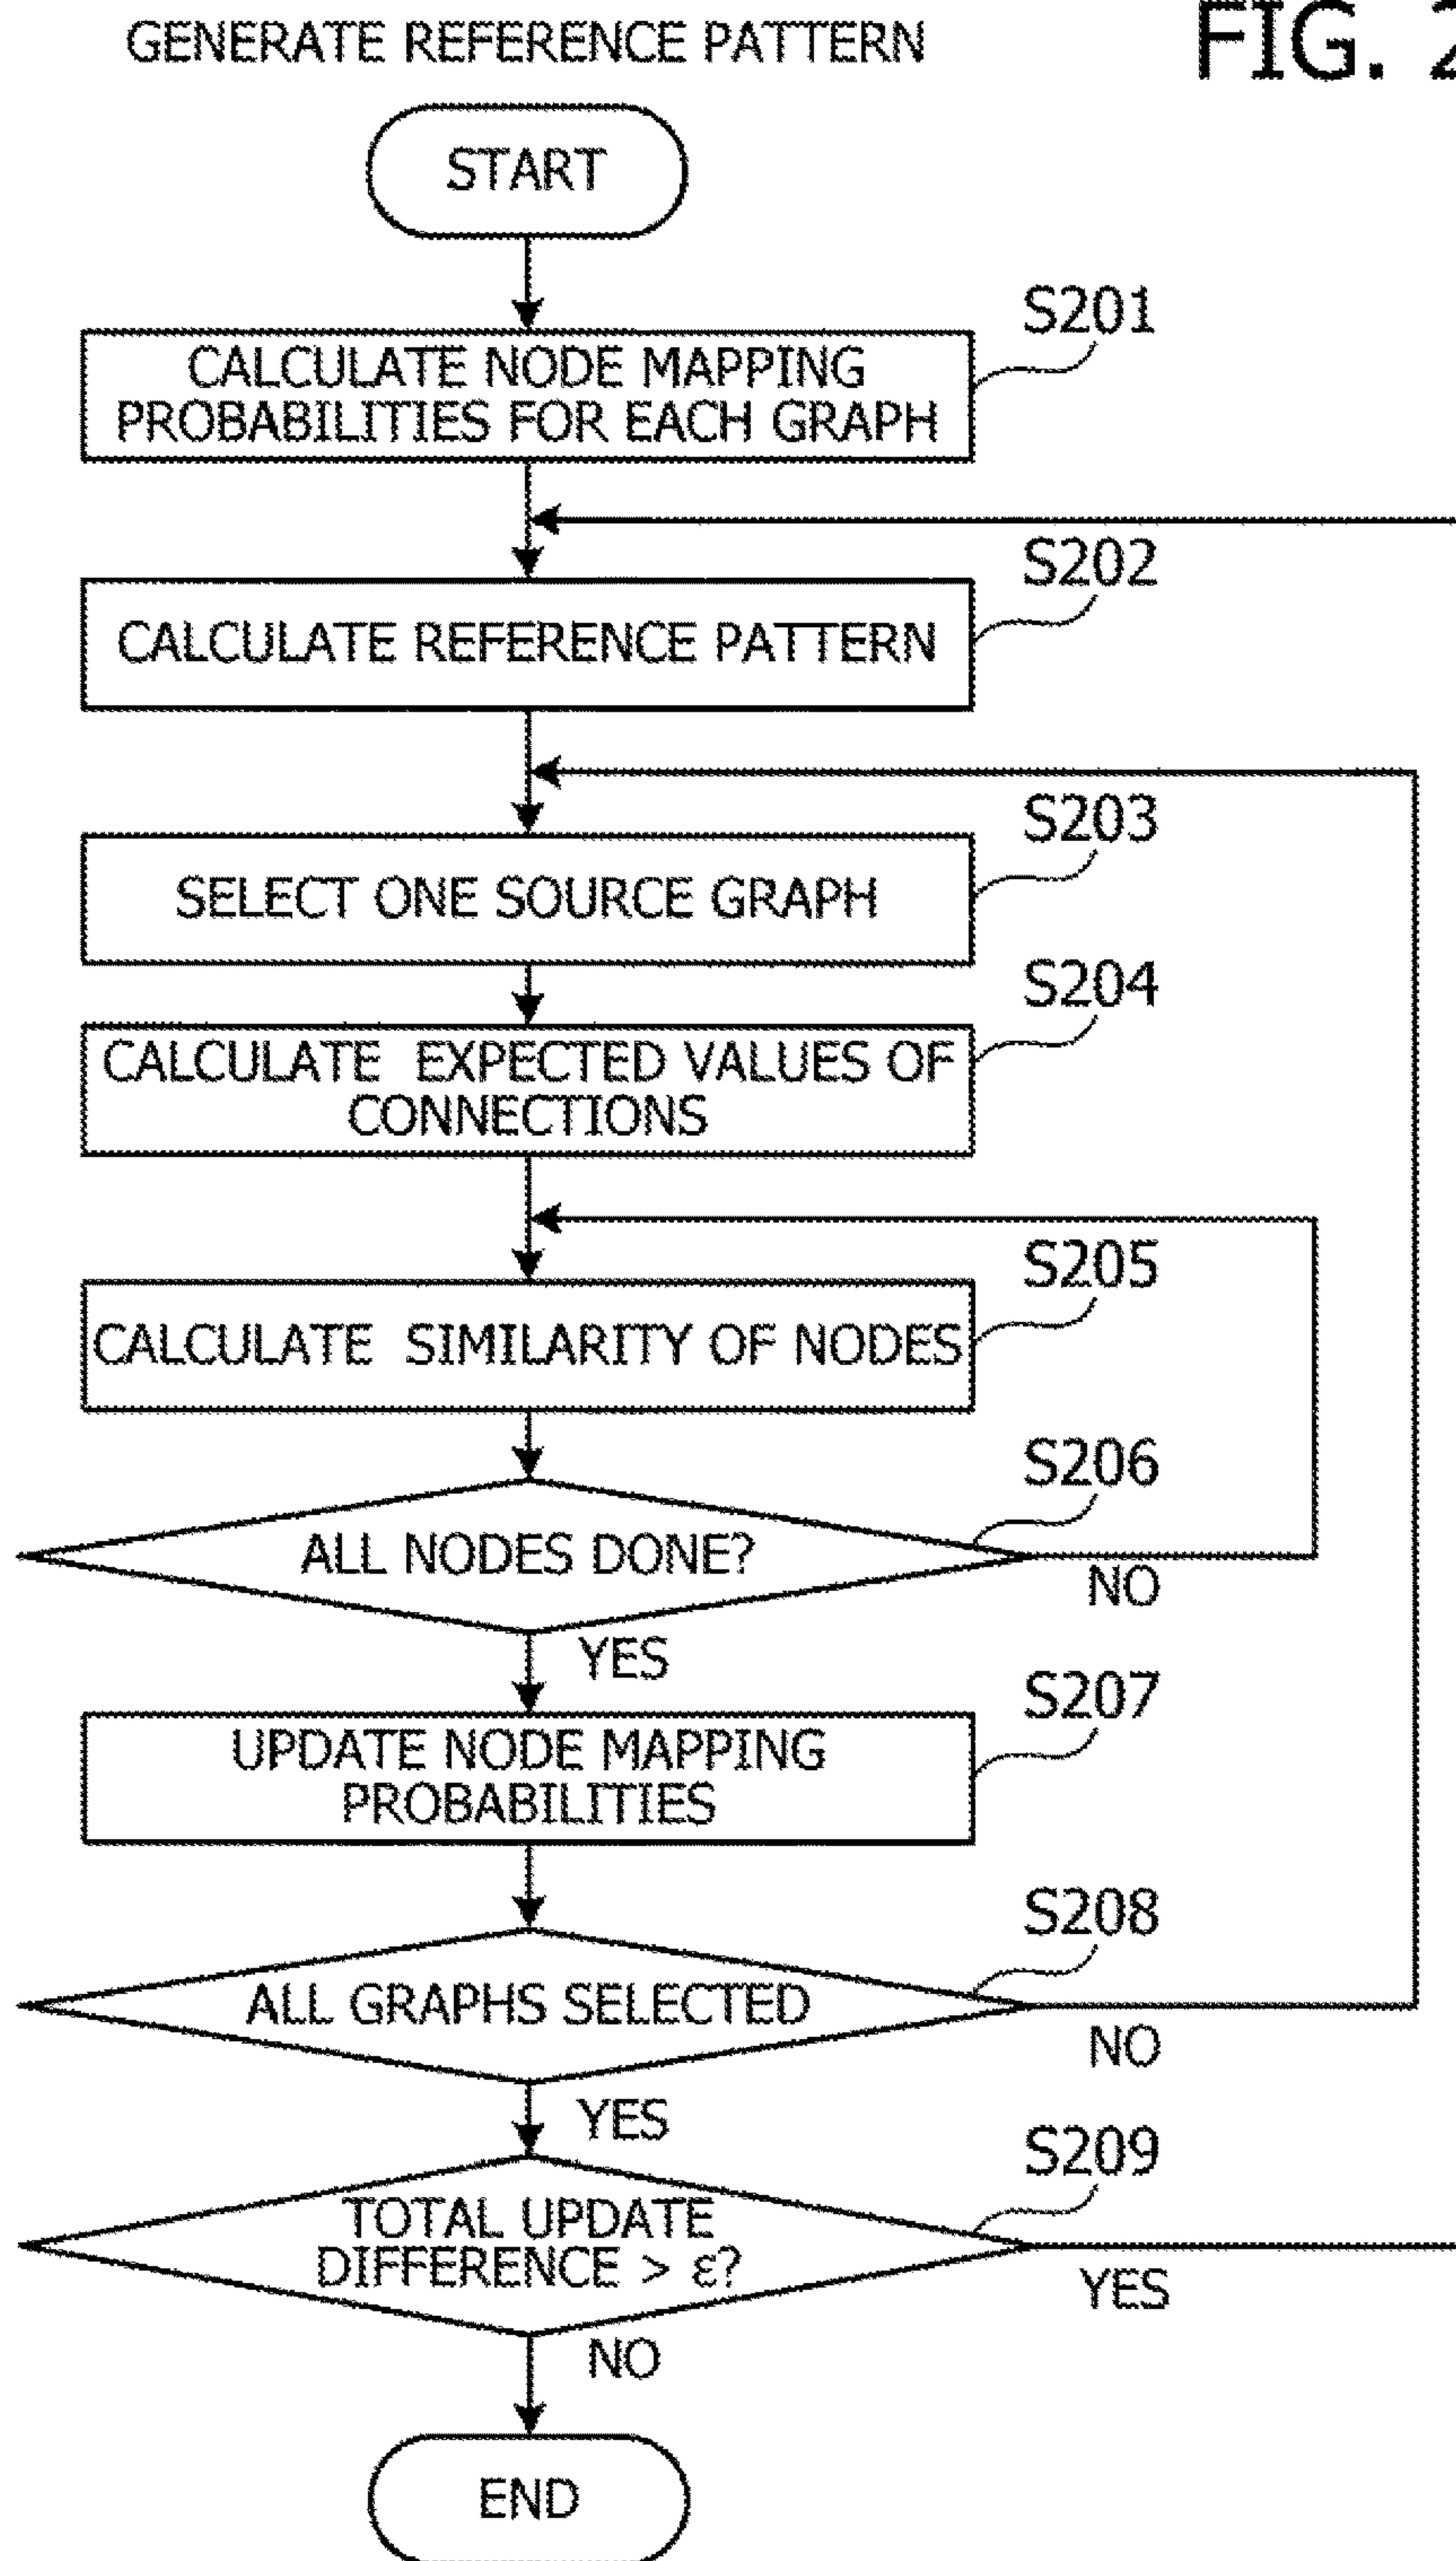 GENERATE REFERENCE PATTERN
FIG. 2
START
S201
CALCULATE NODE MAPPING
PROBABILITIES FOR EACH GRAPH
S202
CALCULATE REFERENCE PATTERN
S203
SELECT ONE SOURCE GRAPH
S204
CALCULATE EXPECTED VALUES OF
CONNECTIONS
S205
CALCULATE SIMILARITY OF NODES
S206
ALL NODES DONE?
NO
YES
S207
UPDATE NODE MAPPING
PROBABILITIES
S208
ALL GRAPHS SELECTED
NO
YES
S209
TOTAL UPDATE
DIFFERENCE > ε?
YES
NO
END